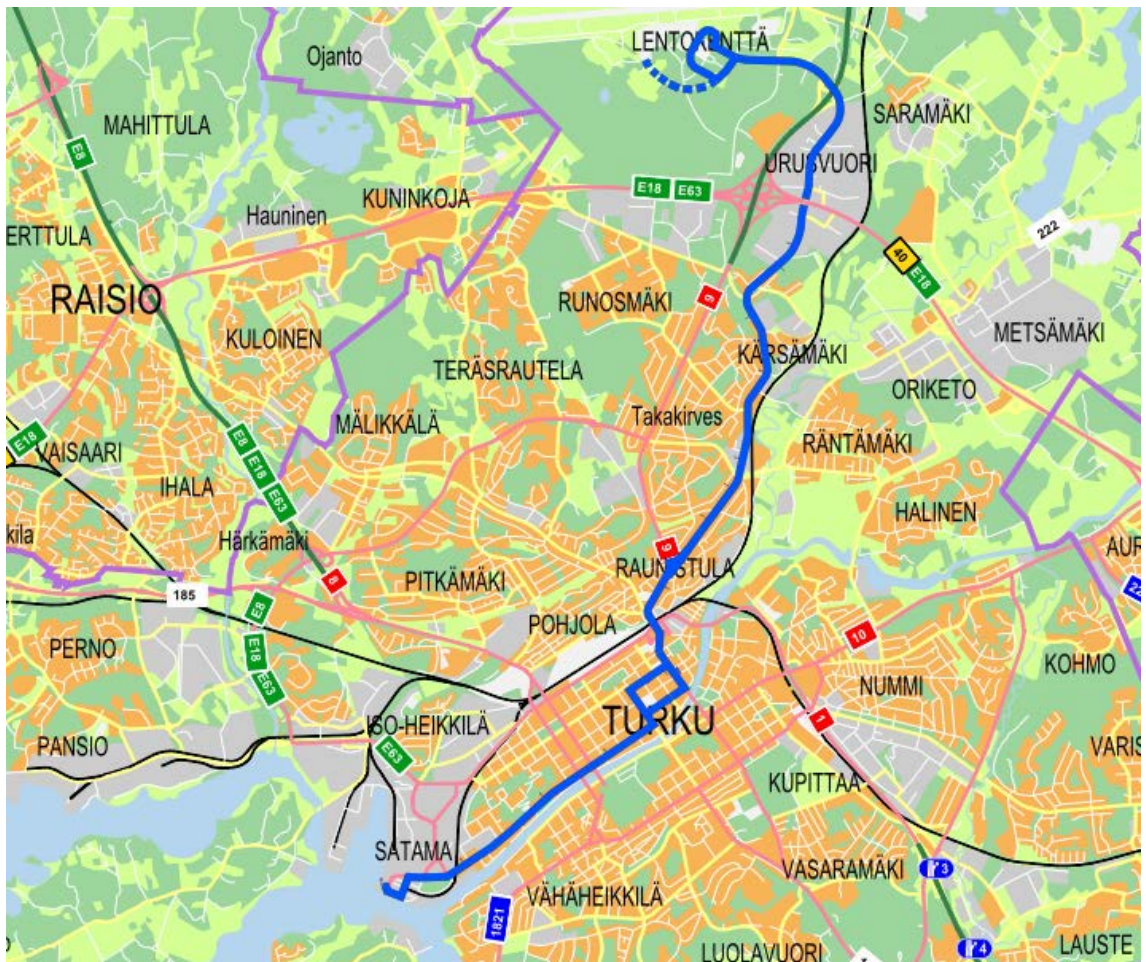 LENTOKENTTÄ
Ojanto
SARAMÄKI
MAHITTULA
E8
URUSVUORI
E18
E63
KUNINKOJA
Hauninen
222
ERTTULA
40
E18
RAISIO
RUNOSMÄKI
9
METSÄMÄKI
KULOINEN
KÄRSÄMÄKI
TERÄSRAUTELA
ORIKETO
MÄLIKKÄLÄ
Takakirves
E18
VAISAARI
E8
E18
E63
RÄNTÄMÄKI
IHALA
HALINEN
kila
Härkämäki
9
AUR
RAUNISTULA
8
PITKÄMÄKI
22
185
E8
E18
E63
POHJOLA
10
PERNO
KOHMO
NUMMI
ISO-HEIKKILÄ
TURKU
1
PANSIO
E63
VARIS
KUPITTAA
SATAMA
VASARAMÄKI
3
VÄHÄHEIKKILÄ
1821
LUOLAVUORI
4
LAUSTE